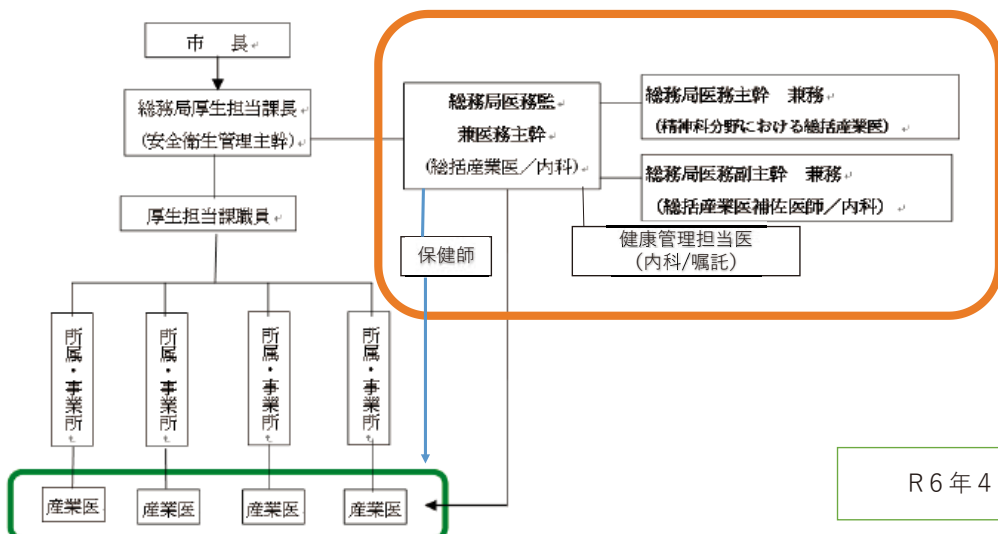 市　長
総務局厚生担当課長
(安全衛生管理主幹)
厚生担当課職員
総務局医務監
兼医務主幹
(総括産業医／内科)
総務局医務主幹　兼務
(精神科分野における総括産業医)
総務局医務副主幹　兼務
(総括産業医補佐医師／内科)
保健師
健康管理担当医
(内科/嘱託)
所属・事業所
所属・事業所
所属・事業所
所属・事業所
産業医
産業医
産業医
産業医
R6年4